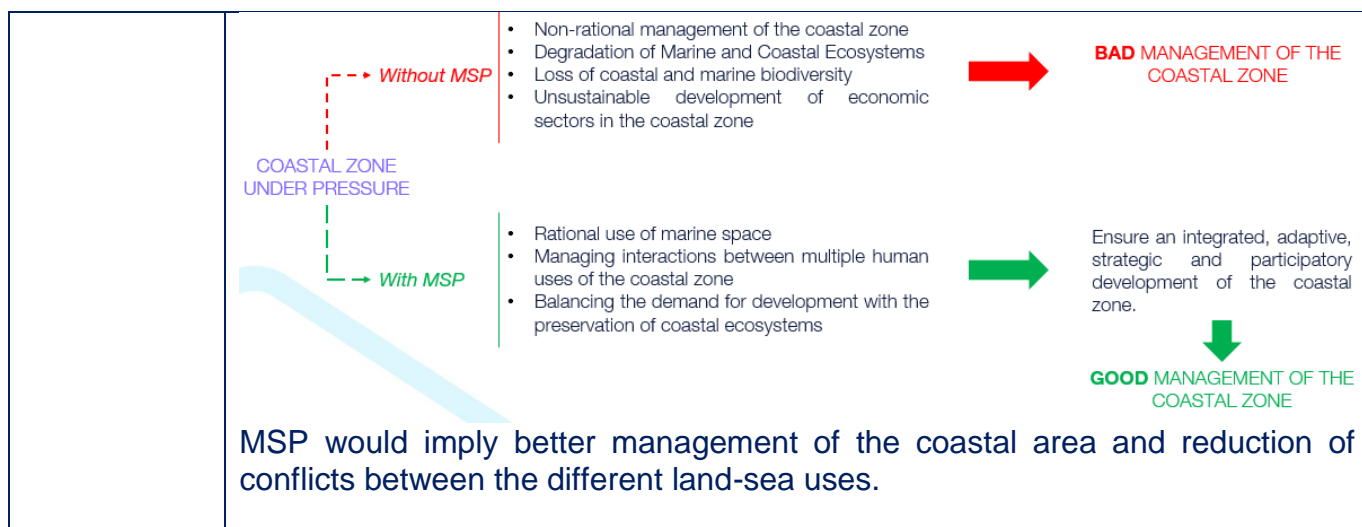 • Non-rational management of the coastal zone
• Degradation of Marine and Coastal Ecosystems
• Loss of coastal and marine biodiversity
• Unsustainable development of economic
sectors in the coastal zone
Without MSP
BAD MANAGEMENT OF THE
COASTAL ZONE
COASTAL ZONE
UNDER PRESSURE
• Rational use of marine space
• Managing interactions between multiple human
uses of the coastal zone
• Balancing the demand for development with the
preservation of coastal ecosystems
With MSP
Ensure an integrated, adaptive,
strategic and participatory
development of the coastal
zone.
GOOD MANAGEMENT OF THE
COASTAL ZONE
MSP would imply better management of the coastal area and reduction of
conflicts between the different land-sea uses.